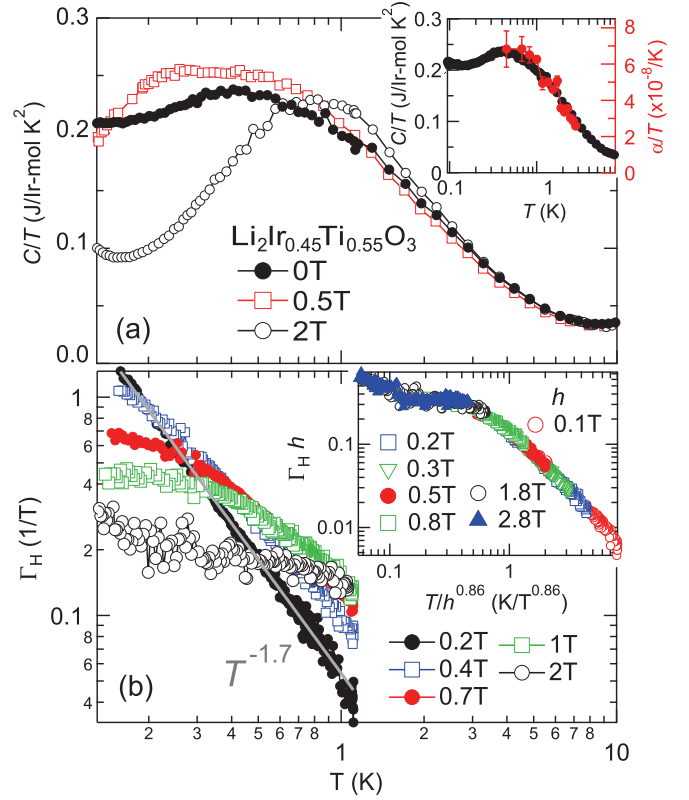 0.3
0.2
0.1
0.0
C/T (J/Ir-mol K²)
Li₂Ir₀.₄₅Ti₀.₅₅O₃
0T
0.5T
2T
(a)
0.3
0.2
0.1
0
C/T (J/Ir-mol K²)
8
6
4
2
0
α/T (x10⁻⁸/K)
0.1
1
T (K)
1
8
6
4
2
0.1
8
6
4
Γ_H (1/T)
T⁻¹·⁷
(b)
Γ_H h
0.1
0.01
h
0.1T
0.2T
0.3T
0.5T
0.8T
1.8T
2.8T
0.1
1
10
T/h⁰·⁸⁶ (K/T⁰·⁸⁶)
0.2T
0.4T
0.7T
1T
2T
2 3 4 5 6 7 8 1 2 3 4 5 6 7 8 10
T (K)